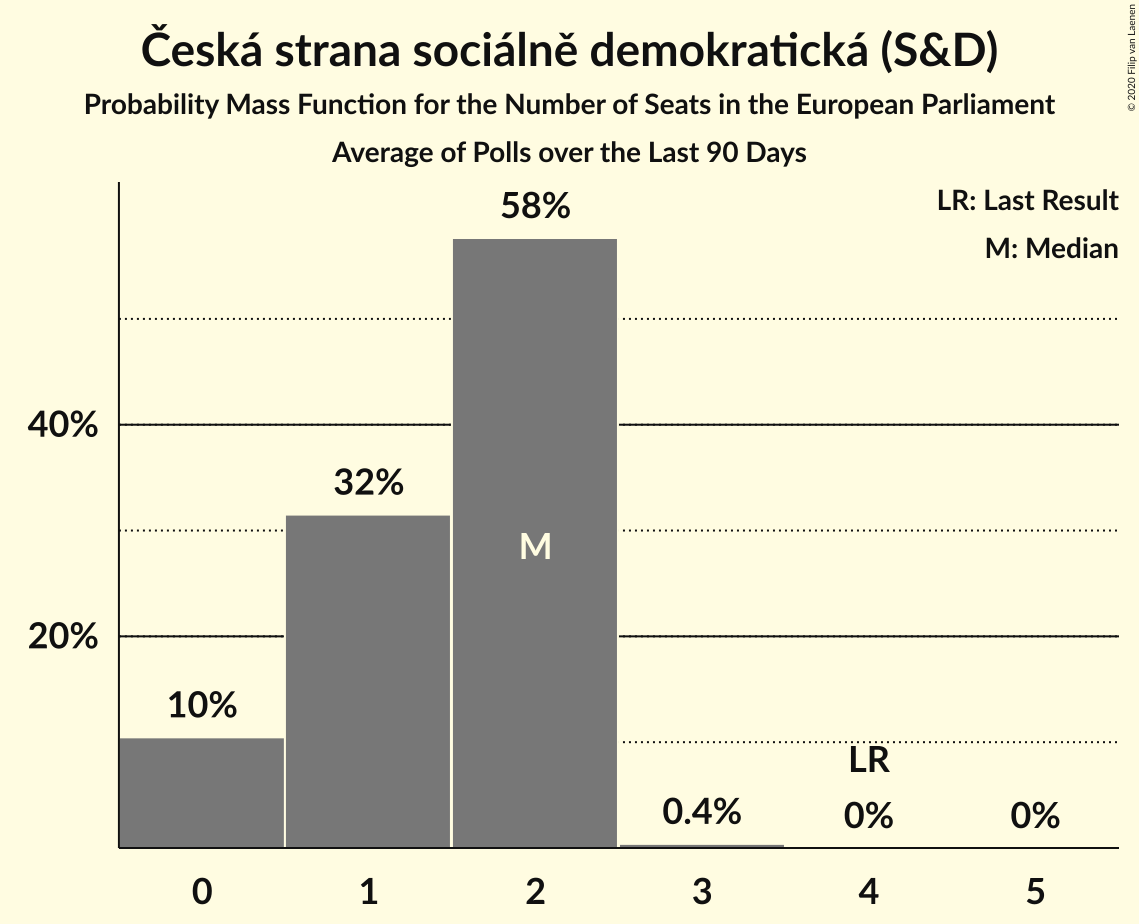 Česká strana sociálně demokratická (S&D)
Probability Mass Function for the Number of Seats in the European Parliament
Average of Polls over the Last 90 Days
© 2020 Filip van Laenen
LR: Last Result
M: Median
58%
40%
32%
M
20%
10%
LR
0.4%
0%
0%
0 1 2 3 4 5